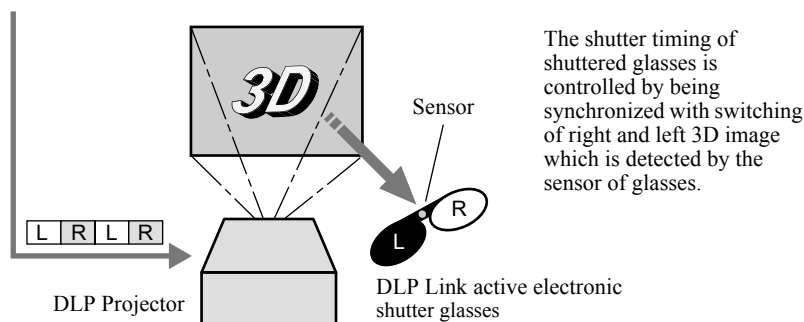 The shutter timing of
shuttered glasses is
controlled by being
synchronized with switching
of right and left 3D image
which is detected by the
sensor of glasses.
3D
Sensor
R
L
L R L R
DLP Projector
DLP Link active electronic
shutter glasses